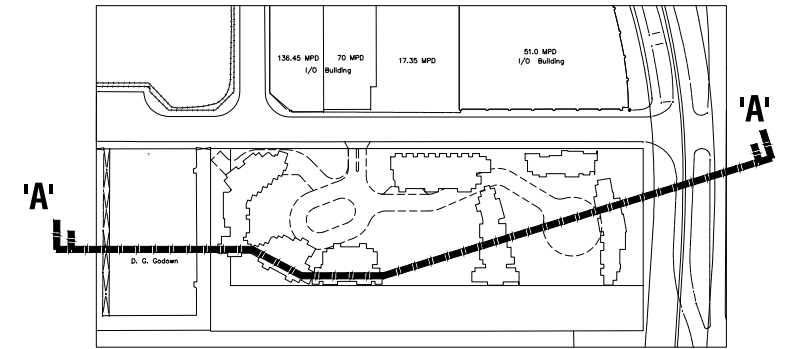 136.45 MPD 70 MPD
I/O Building
17.35 MPD
51.0 MPD
I/O Building
'A'
'A'
D. G. Godown